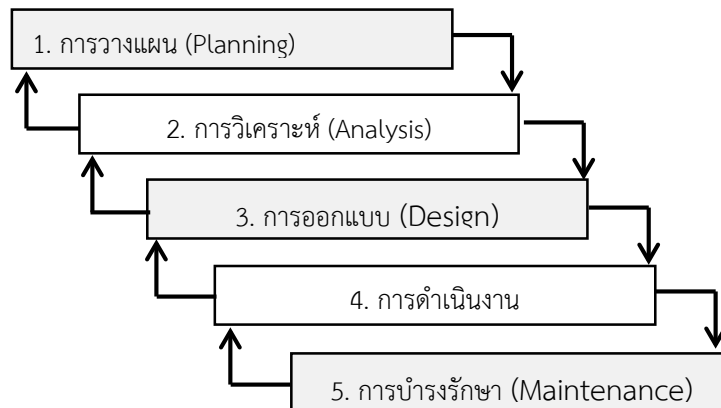 1. การวางแผน (Planning)
2. การวิเคราะห์ (Analysis)
3. การออกแบบ (Design)
4. การดำเนินงาน
5. การบำรงรักษา (Maintenance)